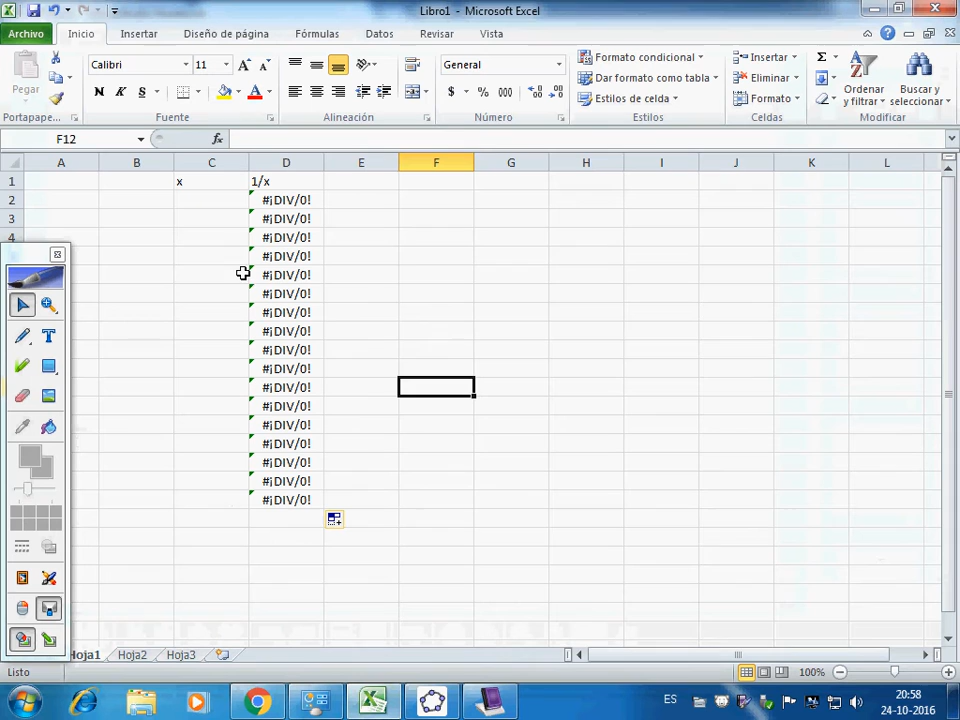 Libro1 - Microsoft Excel
Archivo Inicio Insertar Diseño de página Fórmulas Datos Revisar Vista
Pegar
Calibri 11 A A
N K S A
General
$ % 000
Formato condicional
Dar formato como tabla
Estilos de celda
Insertar
Eliminar
Formato
Σ
Ordenar y filtrar
Buscar y seleccionar
Portapapeles Fuente Alineación Número Estilos Celdas Modificar
F12 fx
A B C D E F G H I J K L
1 x 1/x
2 #¡DIV/0!
3 #¡DIV/0!
4 #¡DIV/0!
#¡DIV/0!
#¡DIV/0!
#¡DIV/0!
#¡DIV/0!
#¡DIV/0!
#¡DIV/0!
#¡DIV/0!
#¡DIV/0!
#¡DIV/0!
#¡DIV/0!
#¡DIV/0!
#¡DIV/0!
#¡DIV/0!
#¡DIV/0!
T
Hoja1 Hoja2 Hoja3
Listo 100%
ES 20:58
24-10-2016